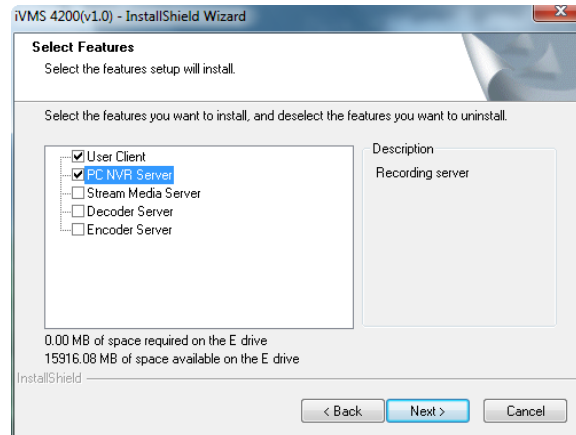 iVMS 4200(v1.0) - InstallShield Wizard
Select Features
Select the features setup will install.
Select the features you want to install, and deselect the features you want to uninstall.
User Client
PC NVR Server
Stream Media Server
Decoder Server
Encoder Server
Description
Recording server
0.00 MB of space required on the E drive
15916.08 MB of space available on the E drive
InstallShield
< Back
Next >
Cancel